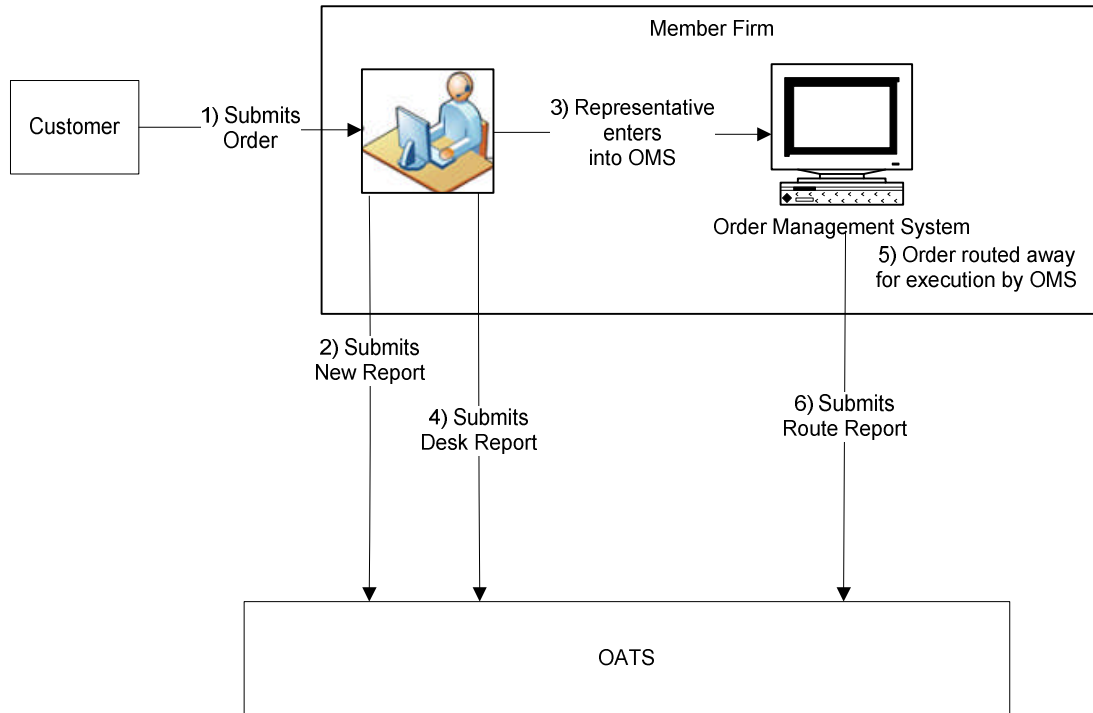 Member Firm
Customer
1) Submits
Order
3) Representative
enters
into OMS
Order Management System
5) Order routed away
for execution by OMS
2) Submits
New Report
4) Submits
Desk Report
6) Submits
Route Report
OATS